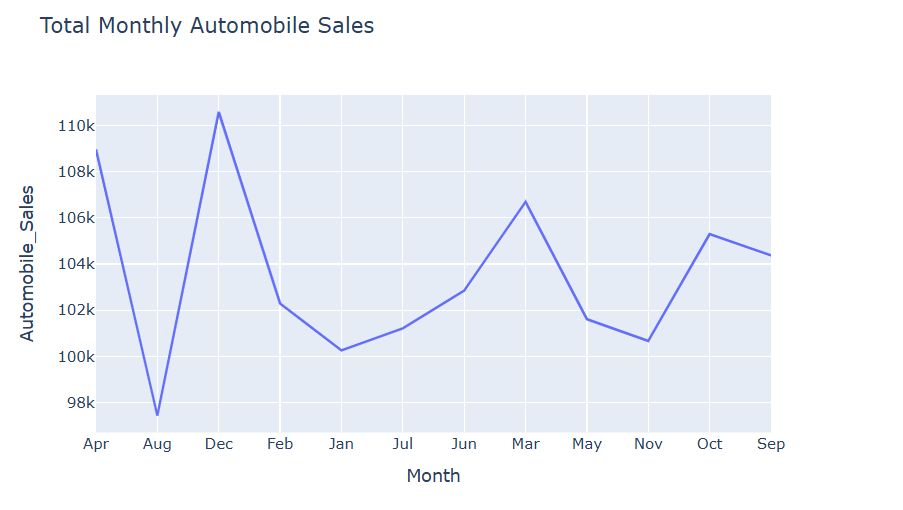 Total Monthly Automobile Sales
Automobile_Sales
110k
108k
106k
104k
102k
100k
98k
Apr Aug Dec Feb Jan Jul Jun Mar May Nov Oct Sep
Month